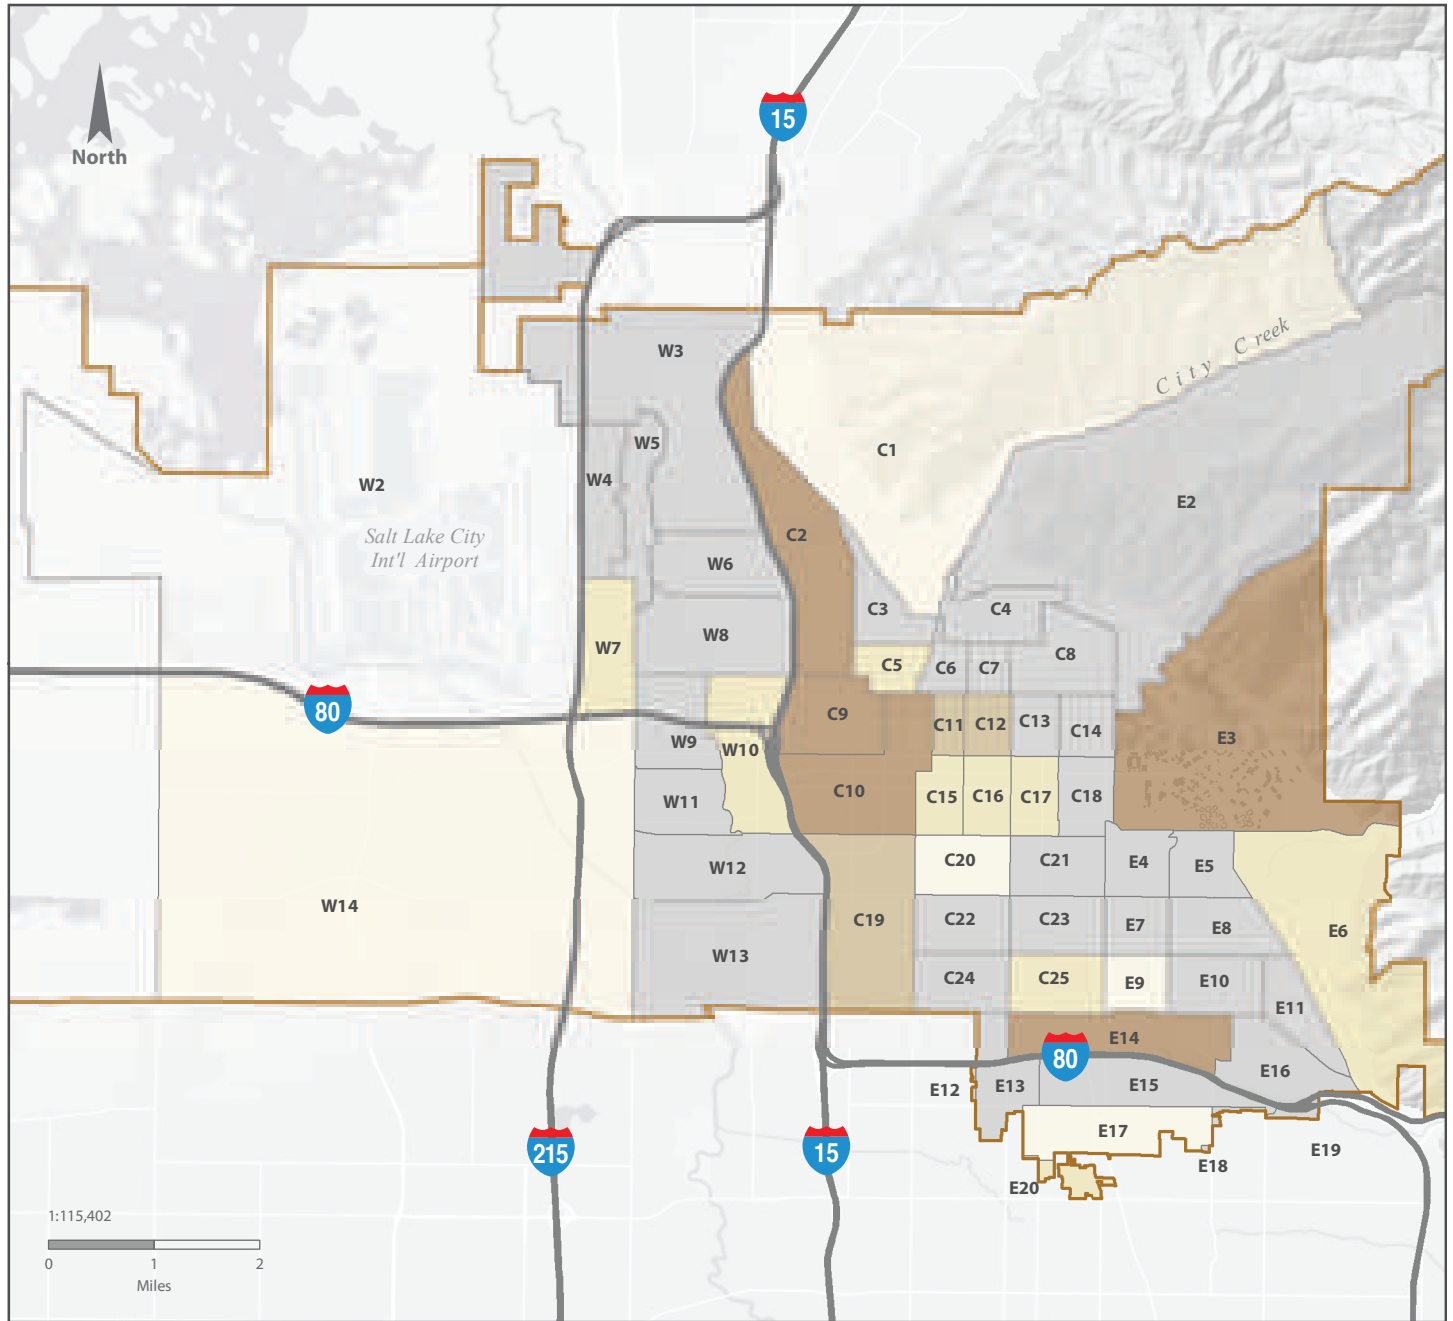 15
North
W3
City Creek
W5
C1
W4
W2
E2
Salt Lake City
Int'l Airport
C2
W6
C3
C4
W8
W7
C8
C5
C6
C7
80
C9
C11
C12
C13
C14
W9
W10
E3
C10
C15
C16
C17
C18
W11
W12
C20
C21
E4
E5
W14
C19
C22
C23
E7
E8
E6
W13
C24
C25
E9
E10
E11
E14
80
E12
E13
E15
E16
E17
215
15
E18
E19
E20
1:115,402
0 1 2
Miles